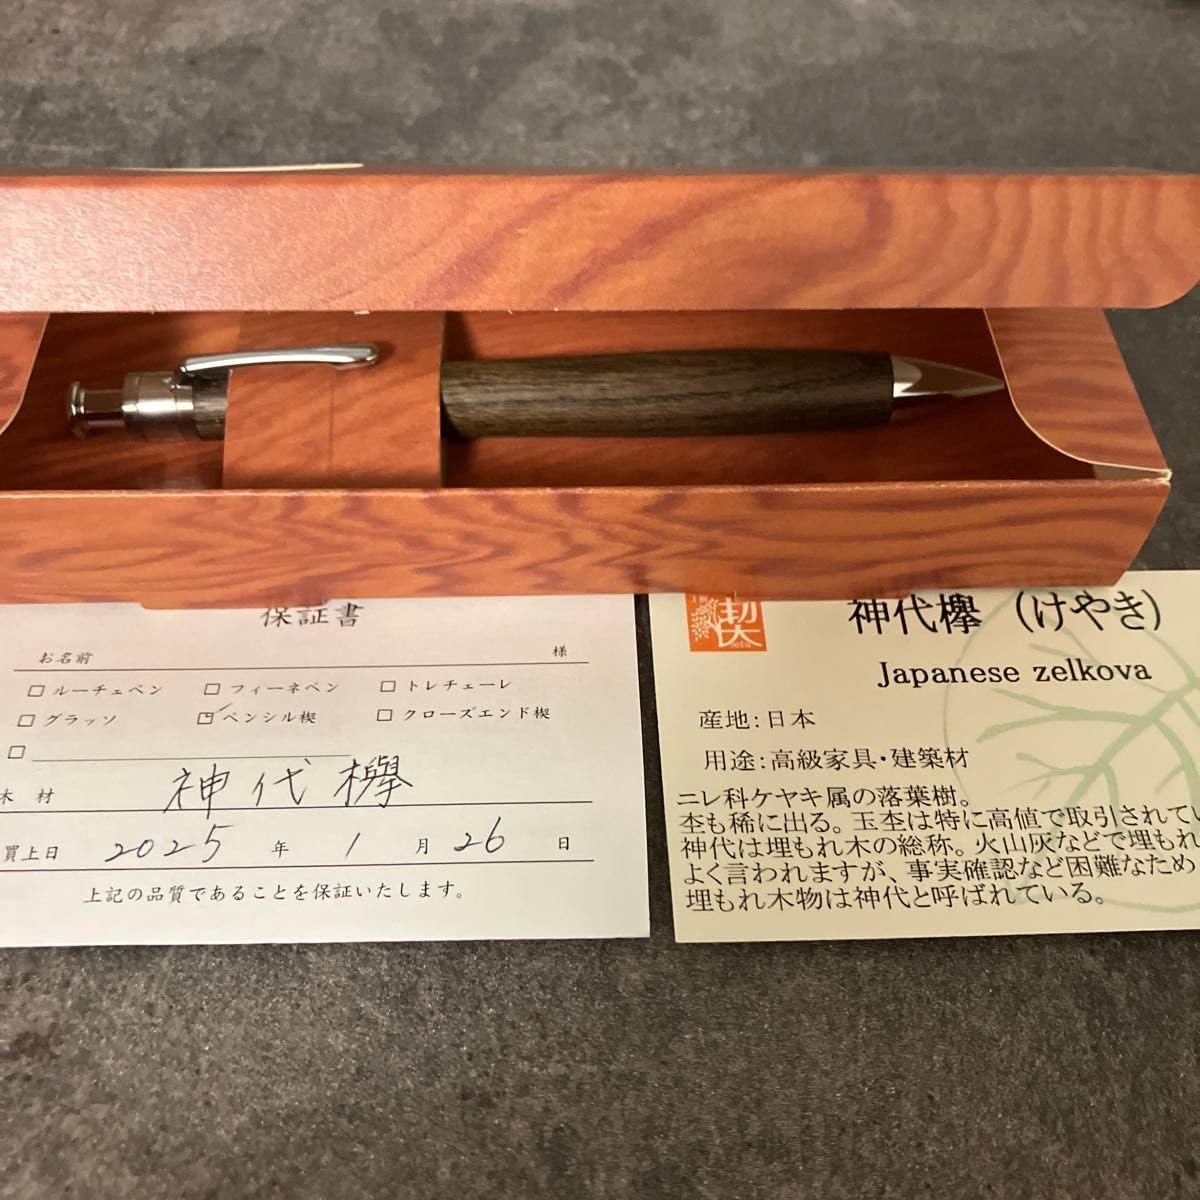 保証書
お名前 様
□ ルーチェペン □ フィーネペン □ トレチェーレ
□ グラッソ ☑ ペンシル楔 □ クローズエンド楔
□
木 材 神代欅
買上日 2025 年 1 月 26 日
上記の品質であることを保証いたします。
神代欅 (けやき)
Japanese zelkova
産地:日本
用途:高級家具・建築材
ニレ科ケヤキ属の落葉樹。
杢も稀に出る。玉杢は特に高値で取引されてい
神代は埋もれ木の総称。火山灰などで埋もれ
よく言われますが、事実確認など困難なため
埋もれ木物は神代と呼ばれている。